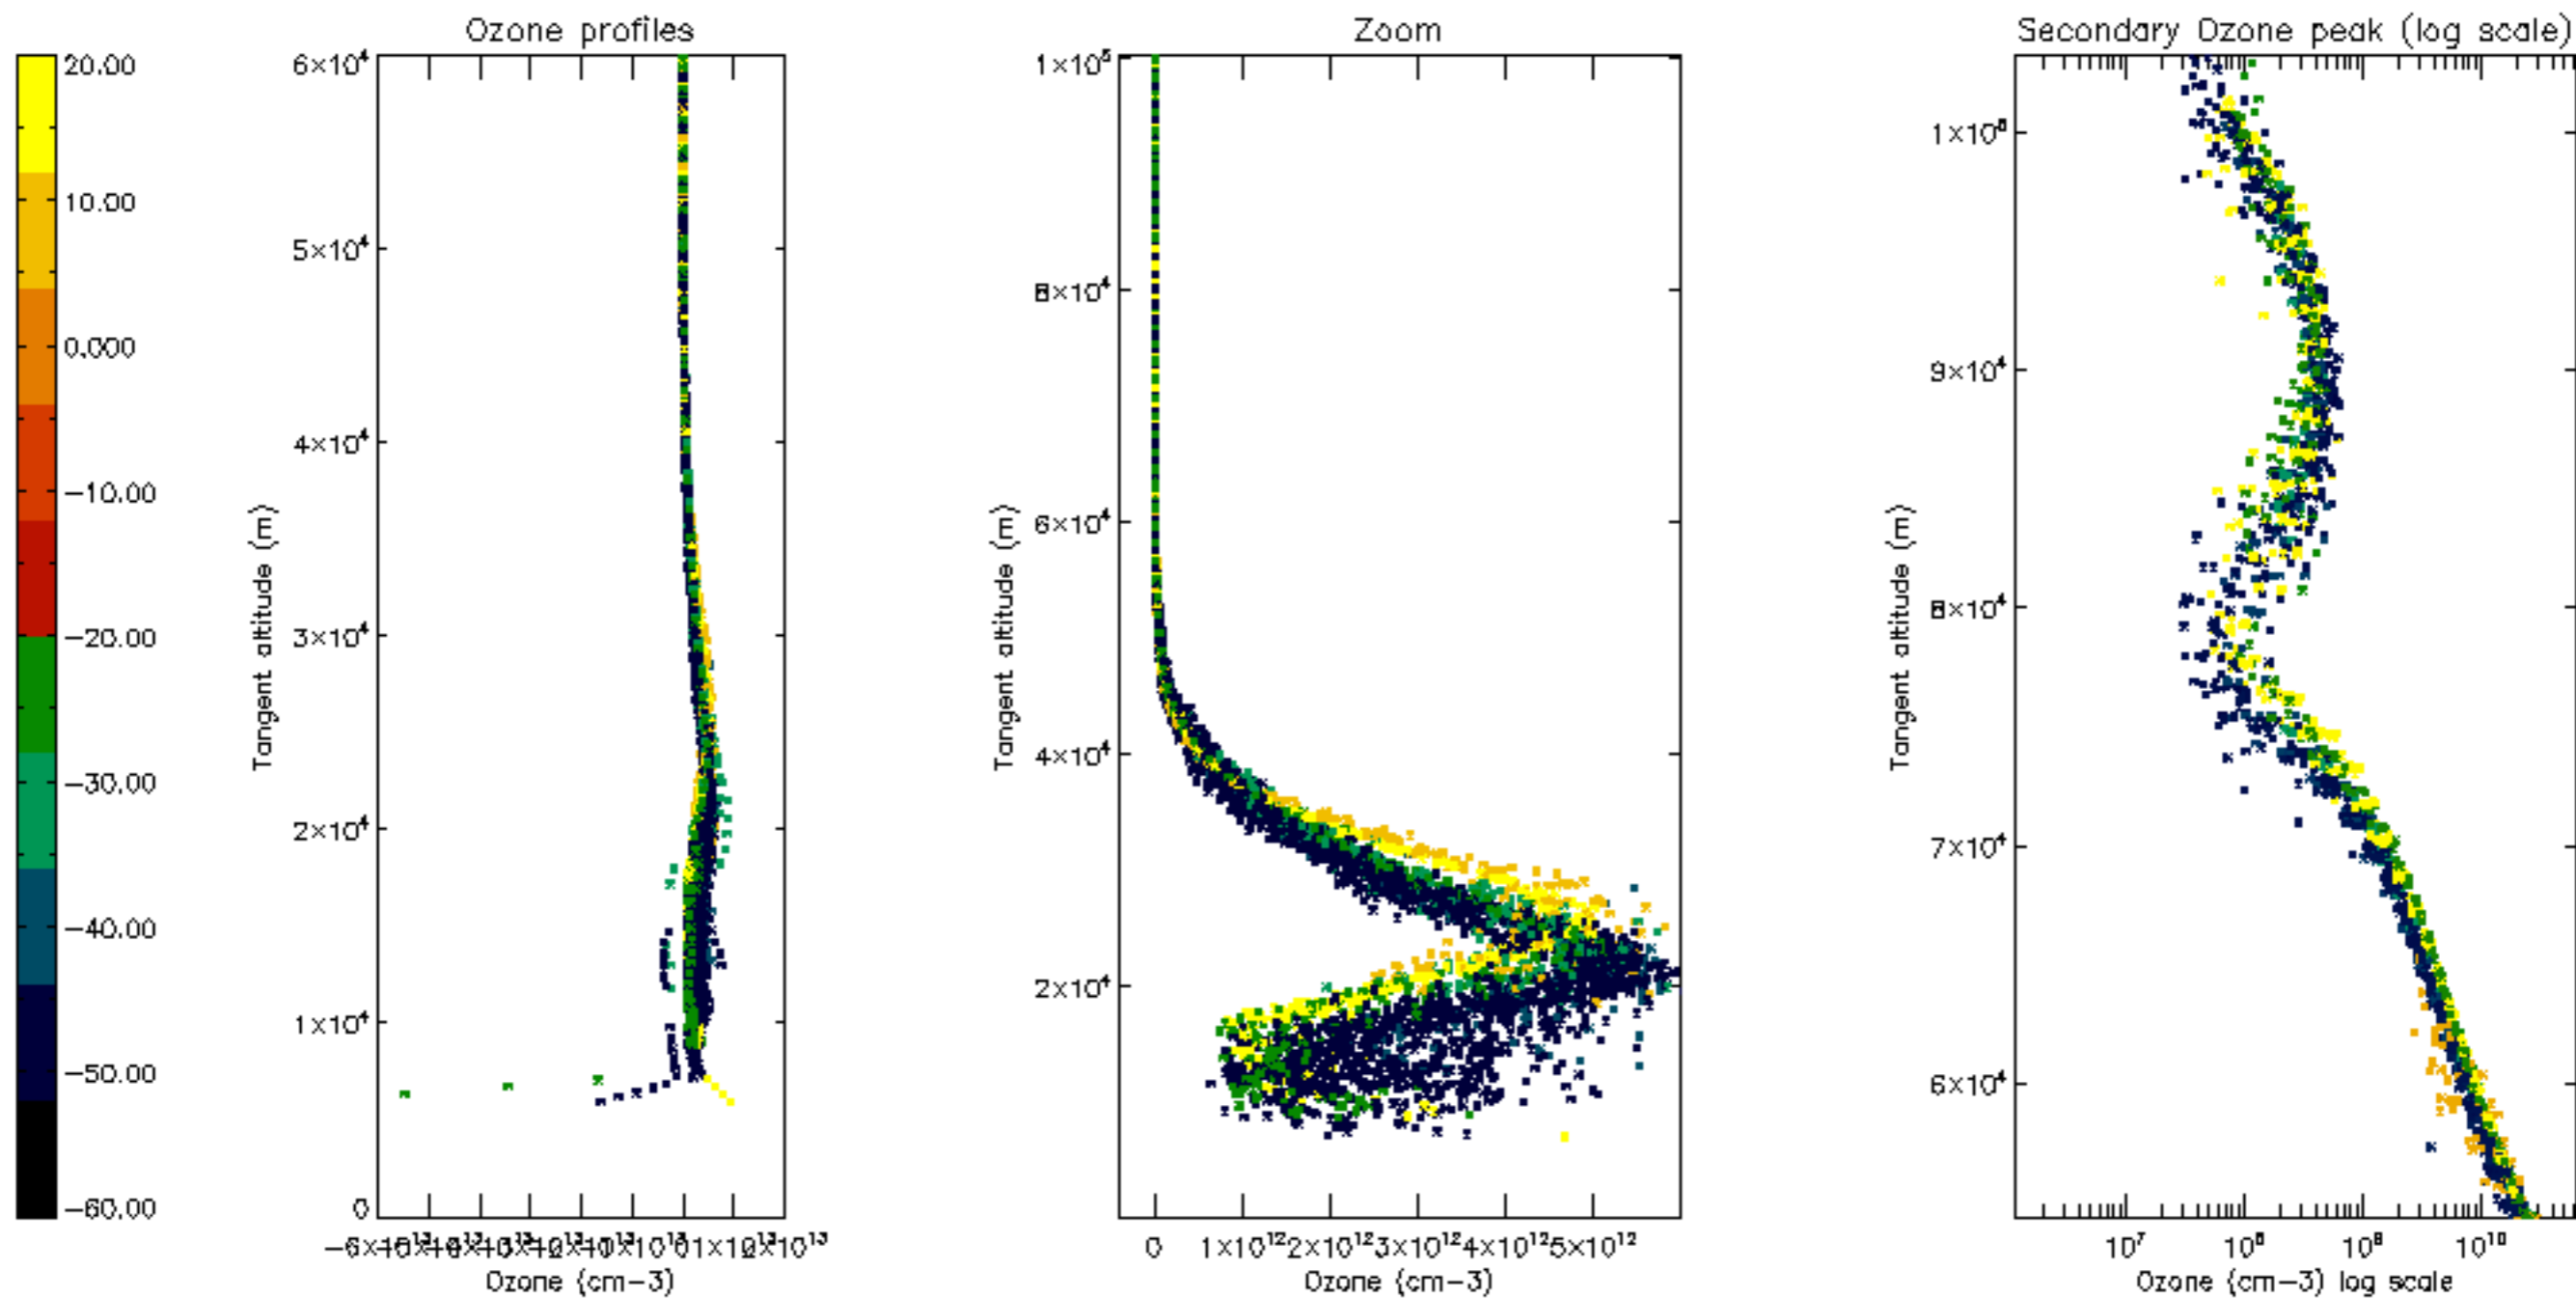 Ozone profiles
Zoom
Secondary Ozone peak (log scale)
20.00
10.00
0.000
−10.00
−20.00
−30.00
−40.00
−50.00
−60.00
6×10⁴
5×10⁴
4×10⁴
3×10⁴
2×10⁴
1×10⁴
0
Tangent altitude (m)
Ozone (cm−3)
1×10⁵
8×10⁴
6×10⁴
4×10⁴
2×10⁴
Tangent altitude (m)
0 1×10¹² 2×10¹² 3×10¹² 4×10¹² 5×10¹²
Ozone (cm−3)
1×10⁵
9×10⁴
8×10⁴
7×10⁴
6×10⁴
Tangent altitude (m)
10⁷ 10⁸ 10⁹ 10¹⁰
Ozone (cm−3) log scale